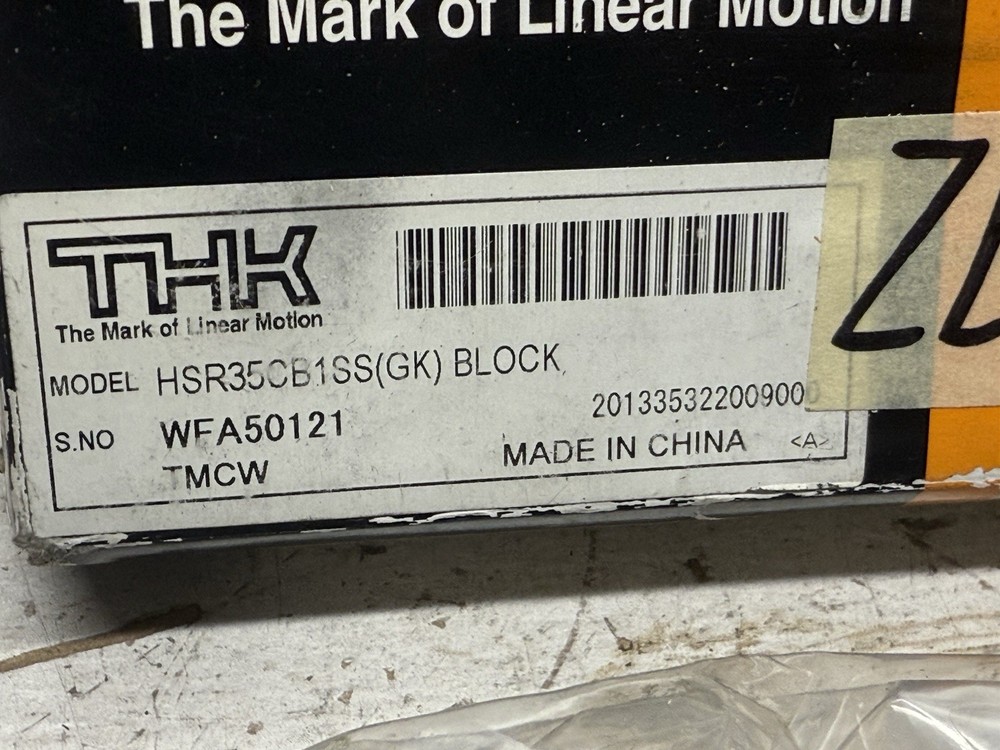 The Mark of Linear Motion
THK
The Mark of Linear Motion
MODEL HSR35CB1SS(GK) BLOCK
201335322009000
S.NO WFA50121
MADE IN CHINA <A>
TMCW